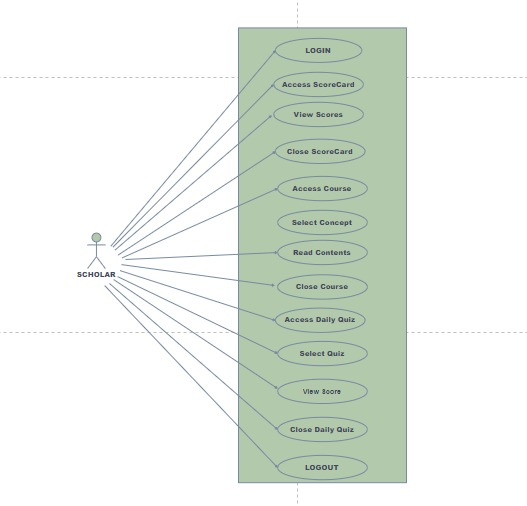 LOGIN
Access ScoreCard
View Scores
Close ScoreCard
Access Course
Select Concept
Read Contents
SCHOLAR
Close Course
Access Daily Quiz
Select Quiz
View Score
Close Daily Quiz
LOGOUT